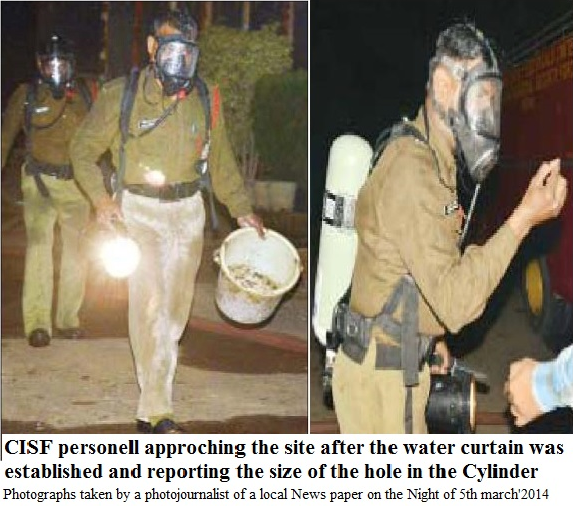 CISF personell approching the site after the water curtain was
established and reporting the size of the hole in the Cylinder
Photographs taken by a photojournalist of a local News paper on the Night of 5th march'2014